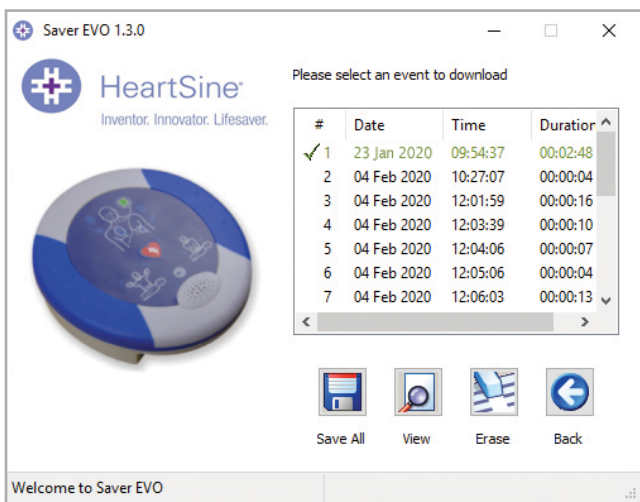 Saver EVO 1.3.0
HeartSine®
Inventor. Innovator. Lifesaver.
Please select an event to download
# Date Time Duration
1 23 Jan 2020 09:54:37 00:02:48
2 04 Feb 2020 10:27:07 00:00:04
3 04 Feb 2020 12:01:59 00:00:16
4 04 Feb 2020 12:03:39 00:00:10
5 04 Feb 2020 12:04:06 00:00:07
6 04 Feb 2020 12:05:06 00:00:04
7 04 Feb 2020 12:06:03 00:00:13
Save All View Erase Back
Welcome to Saver EVO